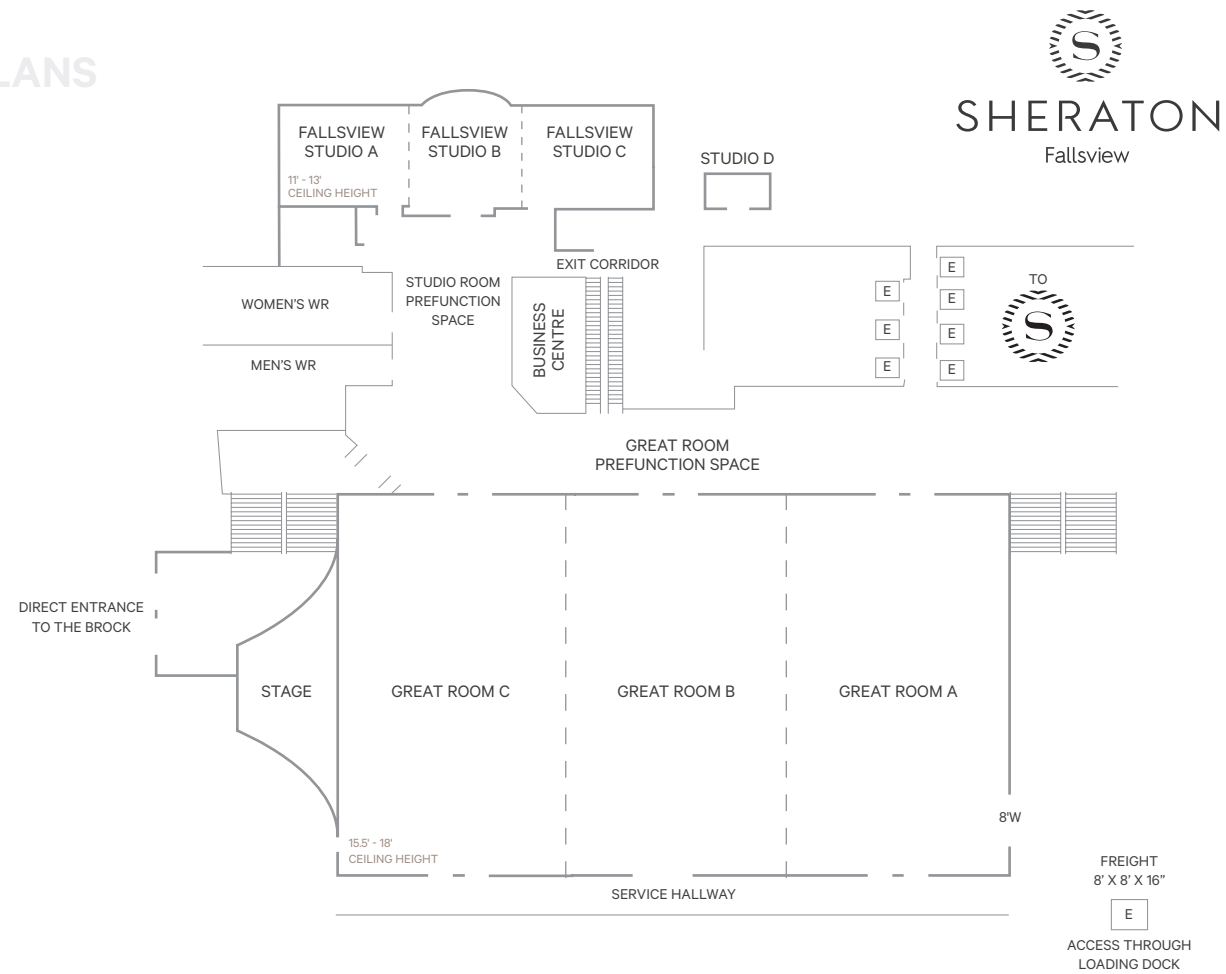 LANS
S
SHERATON
Fallsview
FALLSVIEW
STUDIO A
FALLSVIEW
STUDIO B
FALLSVIEW
STUDIO C
11' - 13'
CEILING HEIGHT
STUDIO D
EXIT CORRIDOR
STUDIO ROOM
PREFUNCTION
SPACE
WOMEN'S WR
MEN'S WR
BUSINESS
CENTRE
E
E
E
E
E
E
E
TO
S
GREAT ROOM
PREFUNCTION SPACE
DIRECT ENTRANCE
TO THE BROCK
STAGE
GREAT ROOM C
GREAT ROOM B
GREAT ROOM A
15.5' - 18'
CEILING HEIGHT
8'W
SERVICE HALLWAY
FREIGHT
8' X 8' X 16”
E
ACCESS THROUGH
LOADING DOCK